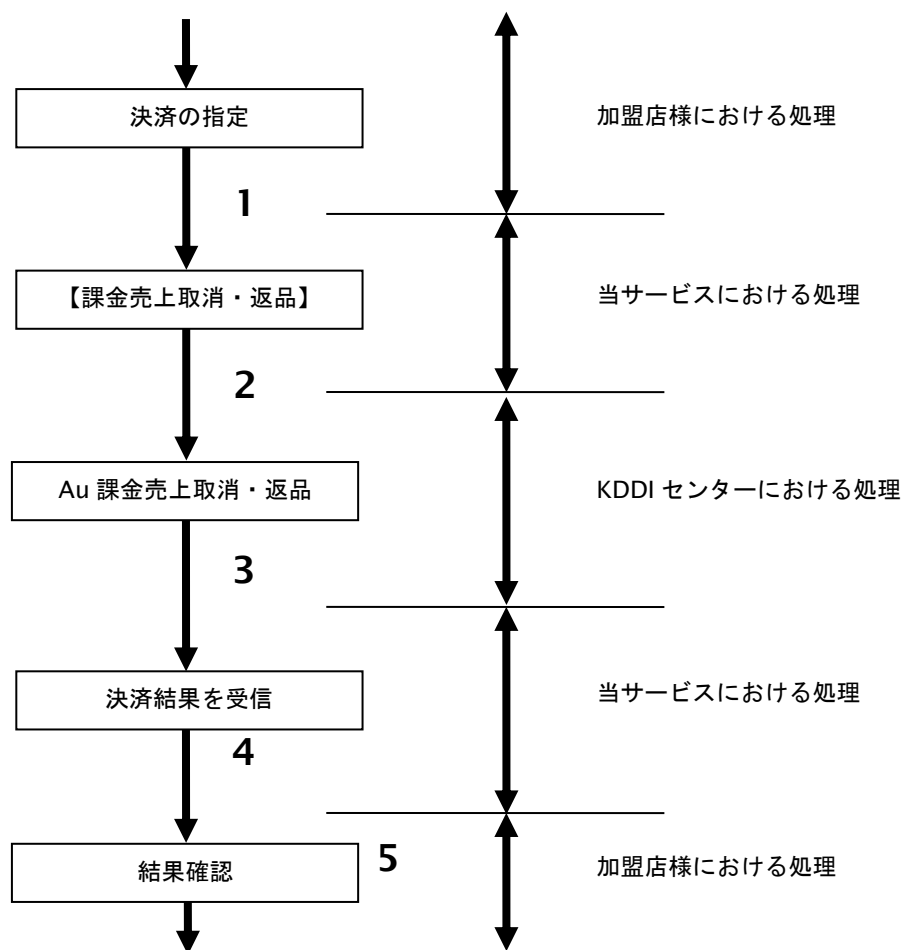 決済の指定
加盟店様における処理
1
【課金売上取消・返品】
当サービスにおける処理
2
Au 課金売上取消・返品
KDDI センターにおける処理
3
決済結果を受信
当サービスにおける処理
4
結果確認
5
加盟店様における処理